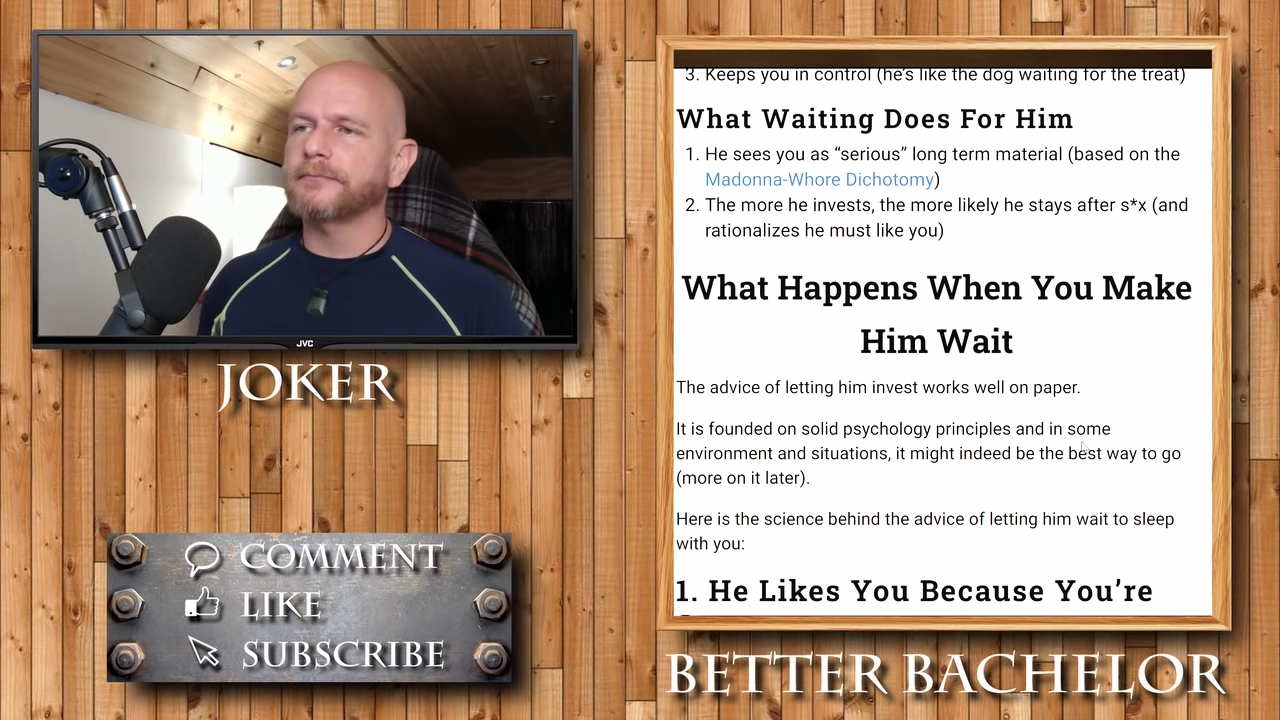 JVC
JOKER
COMMENT
LIKE
SUBSCRIBE
3. Keeps you in control (he's like the dog waiting for the treat)
What Waiting Does For Him
1. He sees you as “serious” long term material (based on the
Madonna-Whore Dichotomy)
2. The more he invests, the more likely he stays after s*x (and
rationalizes he must like you)
What Happens When You Make
Him Wait
The advice of letting him invest works well on paper.
It is founded on solid psychology principles and in some
environment and situations, it might indeed be the best way to go
(more on it later).
Here is the science behind the advice of letting him wait to sleep
with you:
1. He Likes You Because You’re
BETTER BACHELOR